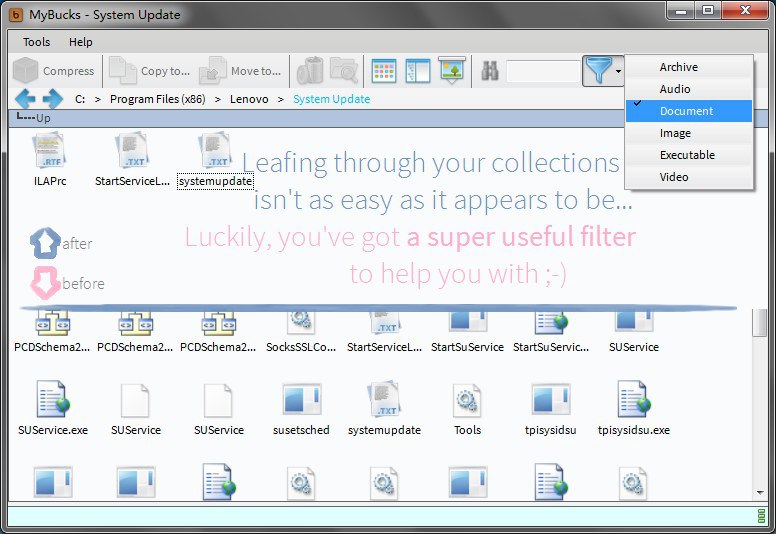 MyBucks - System Update
Tools Help
Compress Copy to... Move to...
Archive
Audio
Document
Image
Executable
Video
C: > Program Files (x86) > Lenovo > System Update
Up
.RTF .TXT .TXT
ILAPrc StartServiceL... systemupdate
Leafing through your collections
isn't as easy as it appears to be...
Luckily, you've got a super useful filter
to help you with ;-)
after
before
PCDSchema2... PCDSchema2... PCDSchema2... SocksSSLCo... StartServiceL... StartSuService StartSuServic... SUService
.TXT
SUService.exe SUService SUService susetsched systemupdate Tools tpisysidsu tpisysidsu.exe